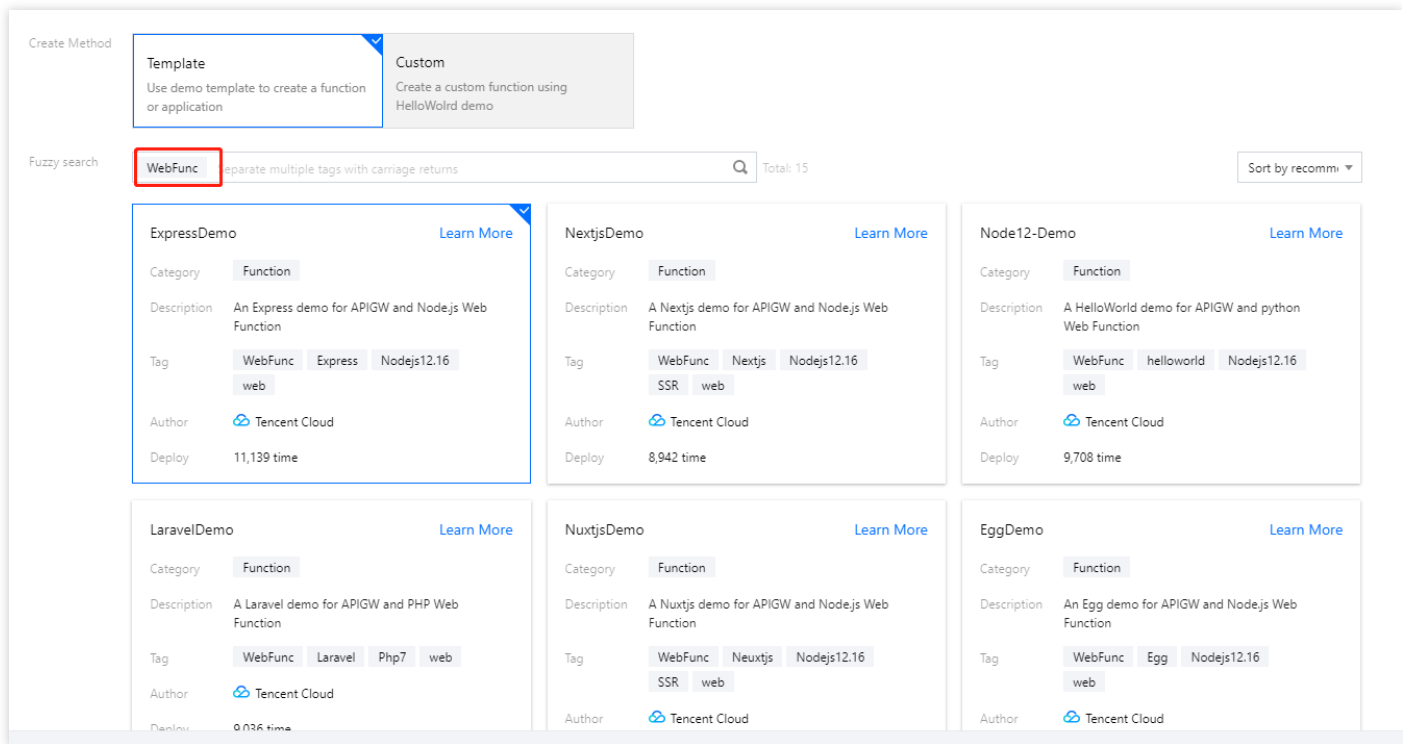 Create Method
Template
Use demo template to create a function
or application
Custom
Create a custom function using
HelloWolrd demo
Fuzzy search
WebFunc
eparate multiple tags with carriage returns
Total: 15
Sort by recomm
ExpressDemo Learn More
Category Function
Description An Express demo for APIGW and Node.js Web
Function
Tag WebFunc Express Nodejs12.16
web
Author Tencent Cloud
Deploy 11,139 time
NextjsDemo Learn More
Category Function
Description A Nextjs demo for APIGW and Node.js Web
Function
Tag WebFunc Nextjs Nodejs12.16
SSR web
Author Tencent Cloud
Deploy 8,942 time
Node12-Demo Learn More
Category Function
Description A HelloWorld demo for APIGW and python
Web Function
Tag WebFunc helloworld Nodejs12.16
web
Author Tencent Cloud
Deploy 9,708 time
LaravelDemo Learn More
Category Function
Description A Laravel demo for APIGW and PHP Web
Function
Tag WebFunc Laravel Php7 web
Author Tencent Cloud
Deploy 9,036 time
NuxtjsDemo Learn More
Category Function
Description A Nuxtjs demo for APIGW and Node.js Web
Function
Tag WebFunc Neuxtjs Nodejs12.16
SSR web
Author Tencent Cloud
EggDemo Learn More
Category Function
Description An Egg demo for APIGW and Node.js Web
Function
Tag WebFunc Egg Nodejs12.16
web
Author Tencent Cloud